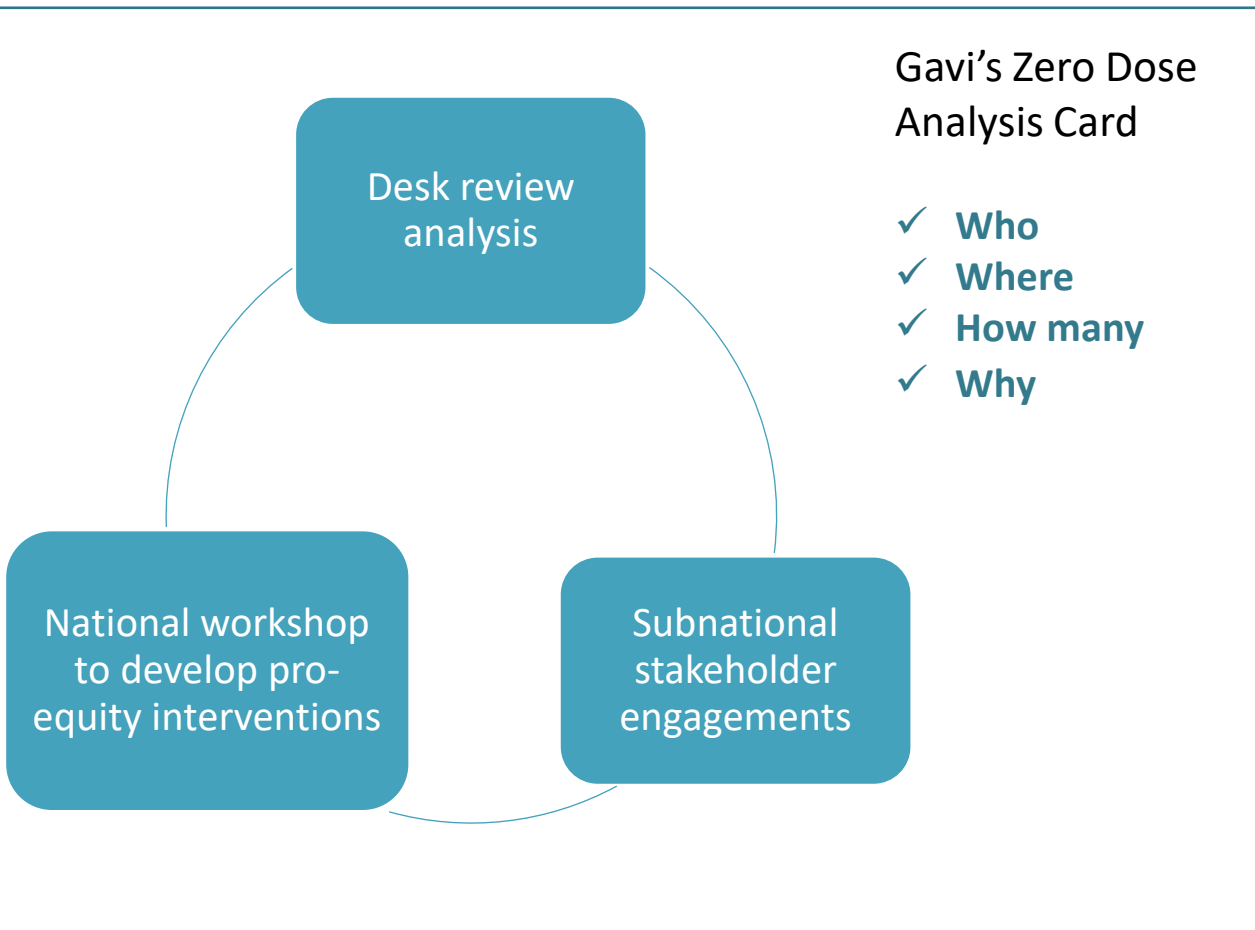 Gavi’s Zero Dose
Analysis Card
✓ Who
✓ Where
✓ How many
✓ Why
Desk review
analysis
Subnational
stakeholder
engagements
National workshop
to develop pro-
equity interventions